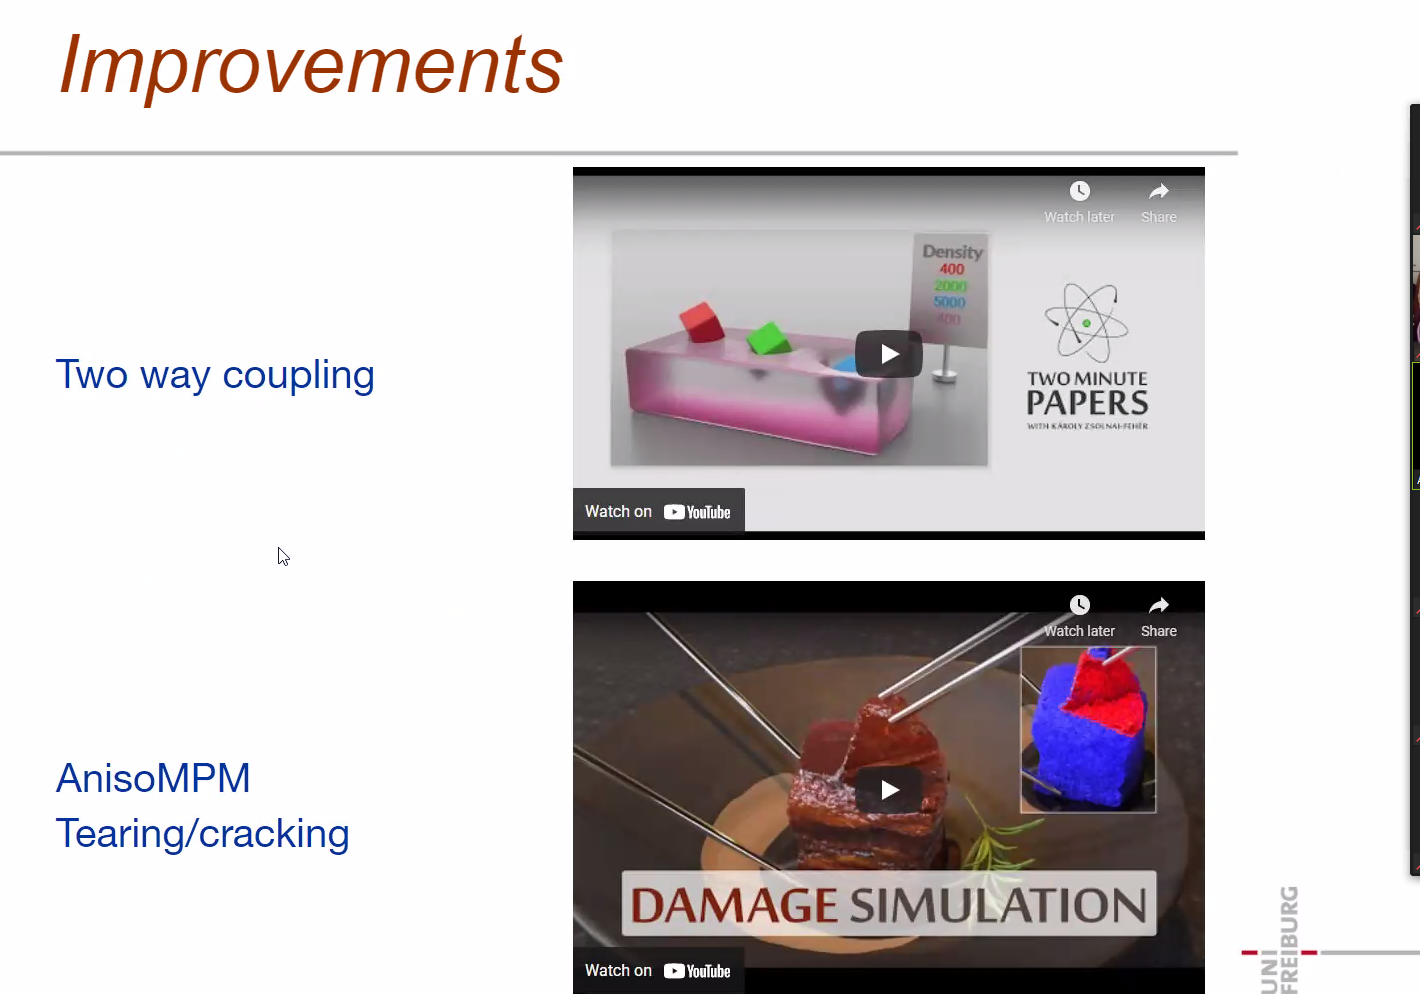 Improvements
Two way coupling
Watch later
Share
Density
400
2000
5000
400
TWO MINUTE
PAPERS
WITH KÁROLY ZSOLNAI-FEHÉR
Watch on YouTube
AnisoMPM
Tearing/cracking
Watch later
Share
DAMAGE SIMULATION
Watch on YouTube
UNI
FREIBURG